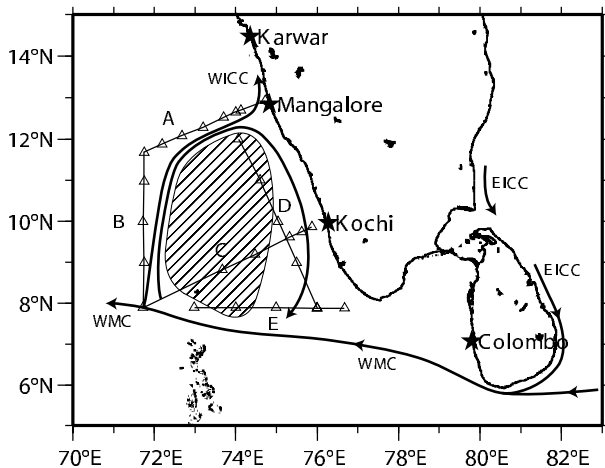 14°N
Karwar
WICC
A
Mangalore
12°N
EICC
B
D
10°N
Kochi
C
EICC
8°N
WMC
E
Colombo
WMC
6°N
70°E 72°E 74°E 76°E 78°E 80°E 82°E